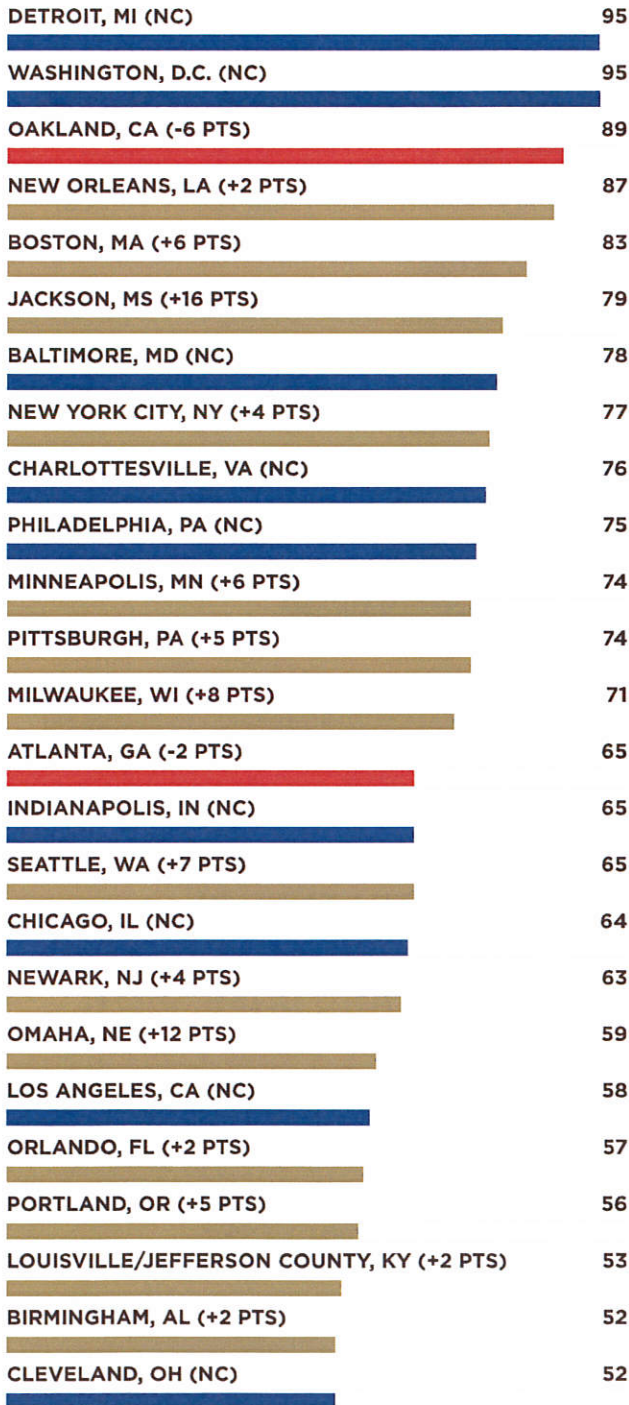 DETROIT, MI (NC) 95
WASHINGTON, D.C. (NC) 95
OAKLAND, CA (-6 PTS) 89
NEW ORLEANS, LA (+2 PTS) 87
BOSTON, MA (+6 PTS) 83
JACKSON, MS (+16 PTS) 79
BALTIMORE, MD (NC) 78
NEW YORK CITY, NY (+4 PTS) 77
CHARLOTTESVILLE, VA (NC) 76
PHILADELPHIA, PA (NC) 75
MINNEAPOLIS, MN (+6 PTS) 74
PITTSBURGH, PA (+5 PTS) 74
MILWAUKEE, WI (+8 PTS) 71
ATLANTA, GA (-2 PTS) 65
INDIANAPOLIS, IN (NC) 65
SEATTLE, WA (+7 PTS) 65
CHICAGO, IL (NC) 64
NEWARK, NJ (+4 PTS) 63
OMAHA, NE (+12 PTS) 59
LOS ANGELES, CA (NC) 58
ORLANDO, FL (+2 PTS) 57
PORTLAND, OR (+5 PTS) 56
LOUISVILLE/JEFFERSON COUNTY, KY (+2 PTS) 53
BIRMINGHAM, AL (+2 PTS) 52
CLEVELAND, OH (NC) 52